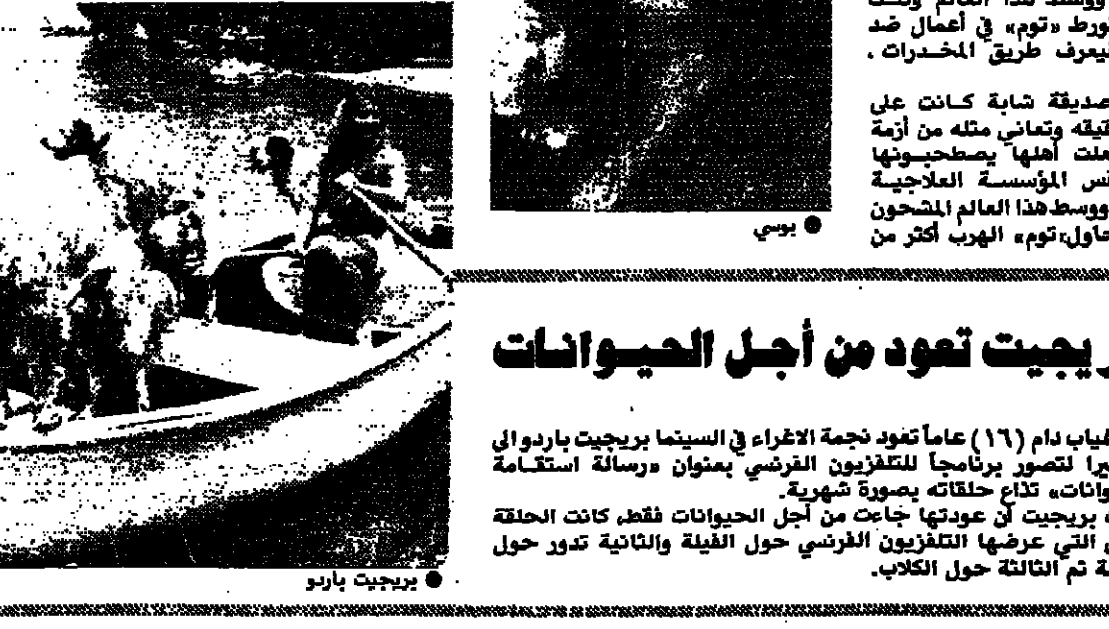 ووسط هذا العالم
ورط «توم» في أعمال ضد
يعرف طريق المخدرات .
صديقة شابة كانت على
قيقه وتعاني مثله من أزمة
علت أهلها يصطحبونها
فس المؤسسة العلاجية
ووسط هذا العالم المشحون
حاول «توم» الهرب أكثر من
● بوسي
ريجيت تعود من أجل الحيوانات
غياب دام (١٦) عاماً تعود نجمة الاغراء في السينما بريجيت باردو الى
يرا لتصور برنامجاً للتلفزيون الفرنسي بعنوان «رسالة استقامة
وانات» تذاع حلقاته بصورة شهرية.
بريجيت أن عودتها جاءت من أجل الحيوانات فقط، كانت الحلقة
التي عرضها التلفزيون الفرنسي حول الفيلة والثانية تدور حول
ة ثم الثالثة حول الكلاب.
● بريجيت باردو